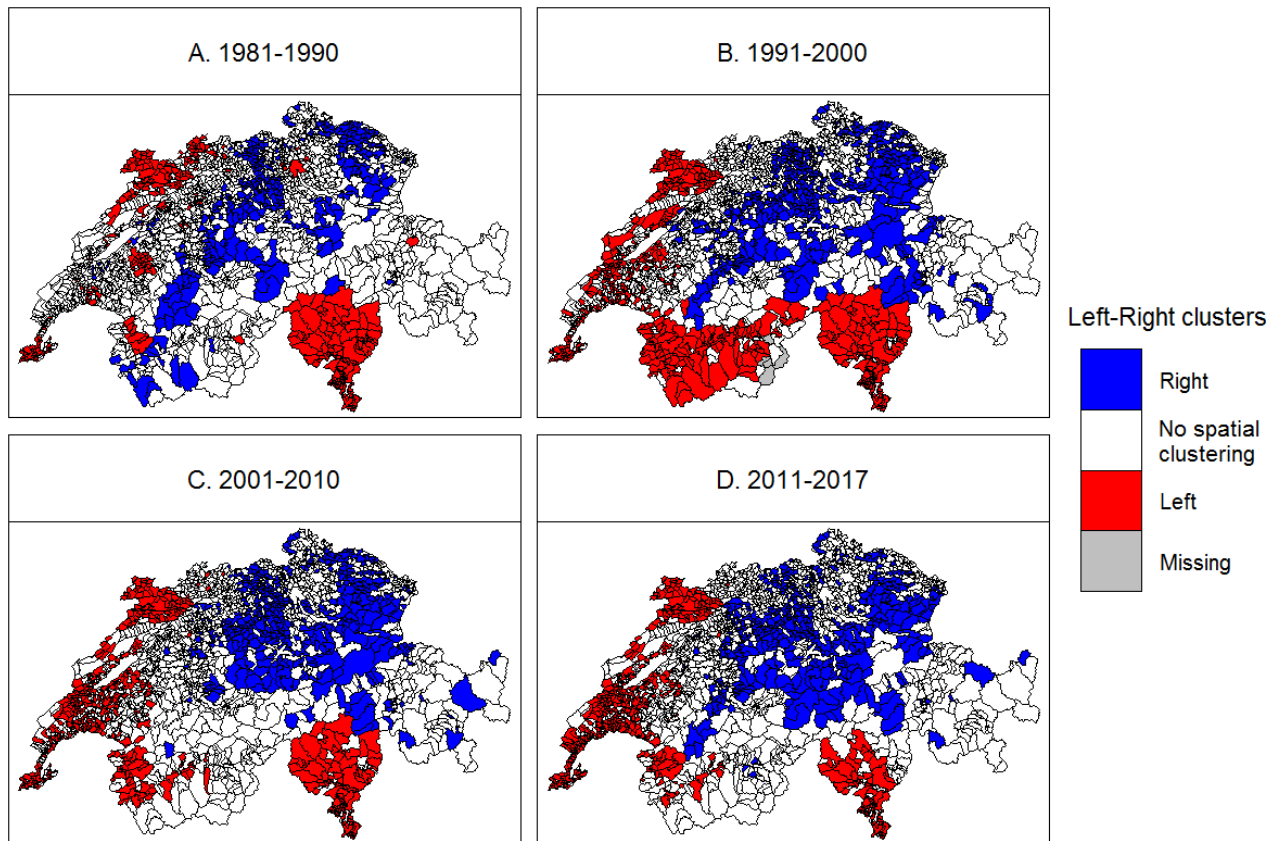 A. 1981-1990
B. 1991-2000
C. 2001-2010
D. 2011-2017
Left-Right clusters
Right
No spatial
clustering
Left
Missing